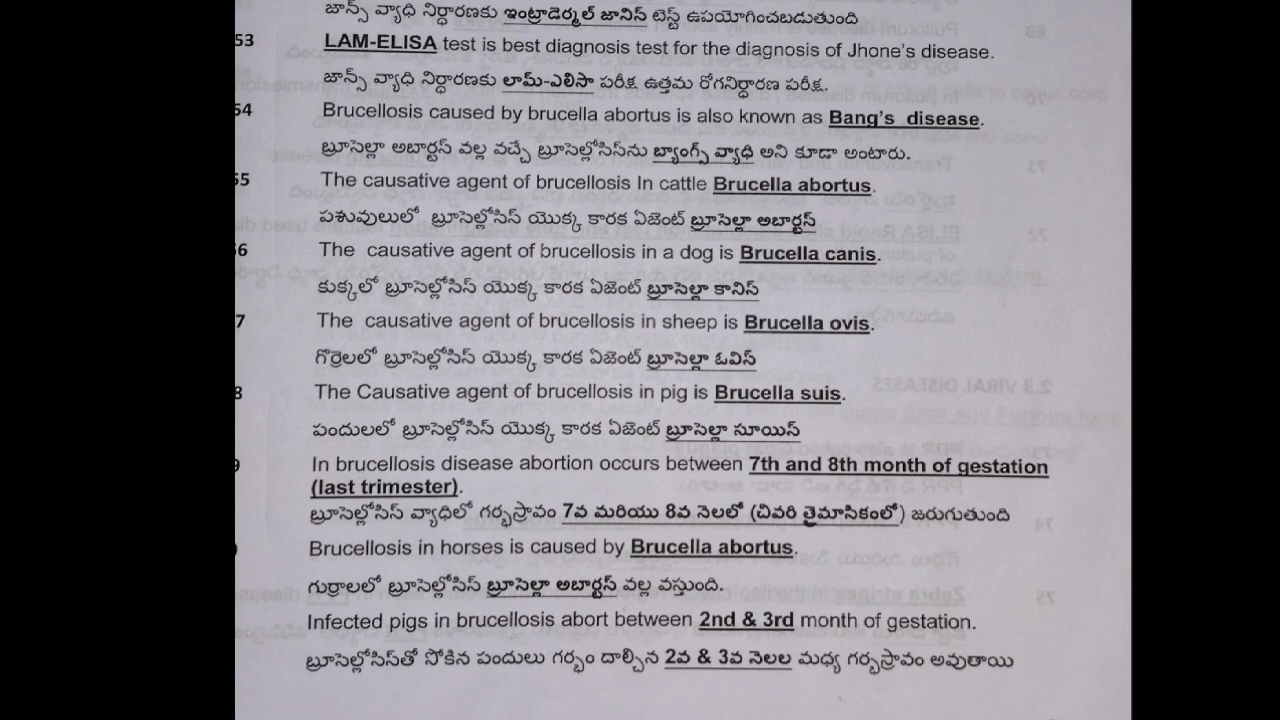 జాన్స్ వ్యాధి నిర్ధారణకు ఇంట్రాడెర్మల్ జానిస్ టెస్ట్ ఉపయోగించబడుతుంది
53 LAM-ELISA test is best diagnosis test for the diagnosis of Jhone's disease.
జాన్స్ వ్యాధి నిర్ధారణకు లామ్-ఎలిసా పరీక్ష ఉత్తమ రోగనిర్ధారణ పరీక్ష.
54 Brucellosis caused by brucella abortus is also known as Bang's disease.
బ్రూసెల్లా అబార్టస్ వల్ల వచ్చే బ్రూసెల్లోసిస్‌ను బ్యాంగ్స్ వ్యాధి అని కూడా అంటారు.
55 The causative agent of brucellosis In cattle Brucella abortus.
పశువులలో బ్రూసెల్లోసిస్ యొక్క కారక ఏజెంట్ బ్రూసెల్లా అబార్టస్
6 The causative agent of brucellosis in a dog is Brucella canis.
కుక్కలో బ్రూసెల్లోసిస్ యొక్క కారక ఏజెంట్ బ్రూసెల్లా కానిస్
7 The causative agent of brucellosis in sheep is Brucella ovis.
గొర్రెలలో బ్రూసెల్లోసిస్ యొక్క కారక ఏజెంట్ బ్రూసెల్లా ఓవిస్
8 The Causative agent of brucellosis in pig is Brucella suis.
పందులలో బ్రూసెల్లోసిస్ యొక్క కారక ఏజెంట్ బ్రూసెల్లా సూయిస్
In brucellosis disease abortion occurs between 7th and 8th month of gestation
(last trimester).
బ్రూసెల్లోసిస్ వ్యాధిలో గర్భస్రావం 7వ మరియు 8వ నెలలో (చివరి త్రైమాసికంలో) జరుగుతుంది
Brucellosis in horses is caused by Brucella abortus.
గుర్రాలలో బ్రూసెల్లోసిస్ బ్రూసెల్లా అబార్టస్ వల్ల వస్తుంది.
Infected pigs in brucellosis abort between 2nd & 3rd month of gestation.
బ్రూసెల్లోసిస్‌తో సోకిన పందులు గర్భం దాల్చిన 2వ & 3వ నెలల మధ్య గర్భస్రావం అవుతాయి